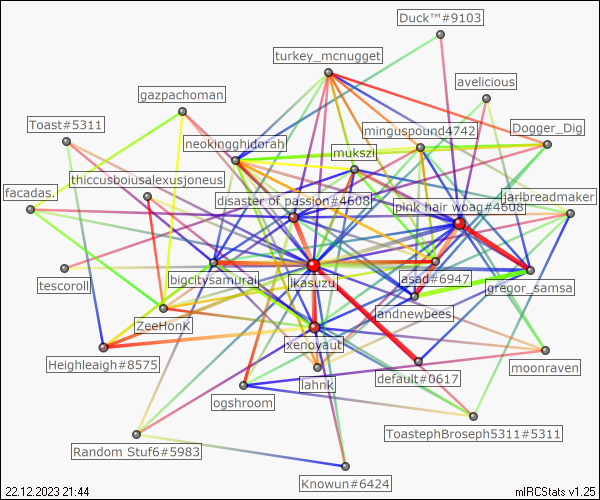 Duck™#9103
turkey_mcnugget
avelicious
gazpachoman
Toast#5311
minguspound4742
Dogger_Dig
neokingghidorah
mukszi
thiccusboiusalexusjoneus
facadas.
disaster of passion#4608
pink hair woag#4608
jarlbreadmaker
tescoroll
bigcitysamurai
ikasuzu
asad#6947
gregor_samsa
ZeeHonk
andnewbees
xenoyaut
Heighleigh#8575
lahnk
default#0617
moonraven
ogshroom
ToastephBroseph5311#5311
Random Stuf6#5983
Knowun#6424
22.12.2023 21:44
mIRCStats v1.25